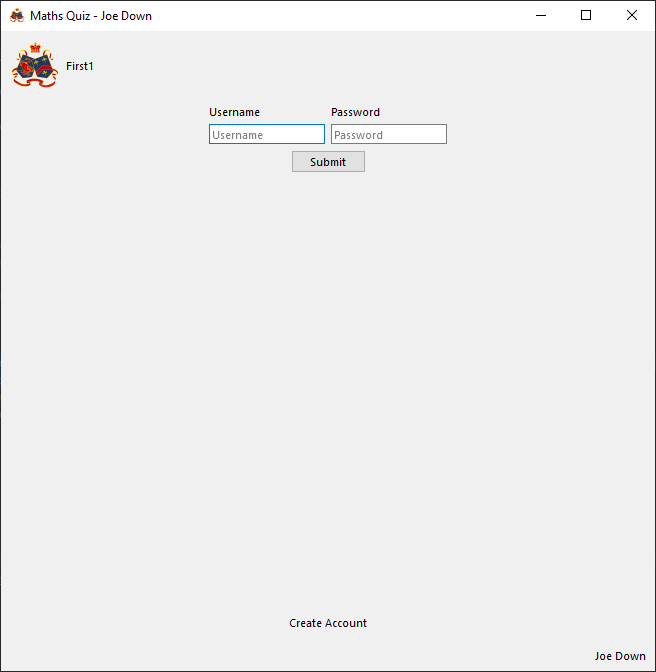 Maths Quiz - Joe Down
First1
Username Password
Username Password
Submit
Create Account
Joe Down